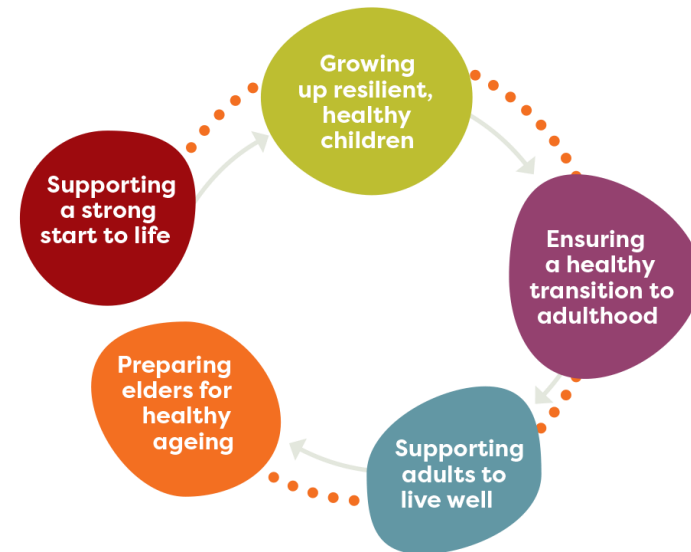 Growing
up resilient,
healthy
children
Supporting
a strong
start to life
Ensuring
a healthy
transition to
adulthood
Preparing
elders for
healthy
ageing
Supporting
adults to
live well